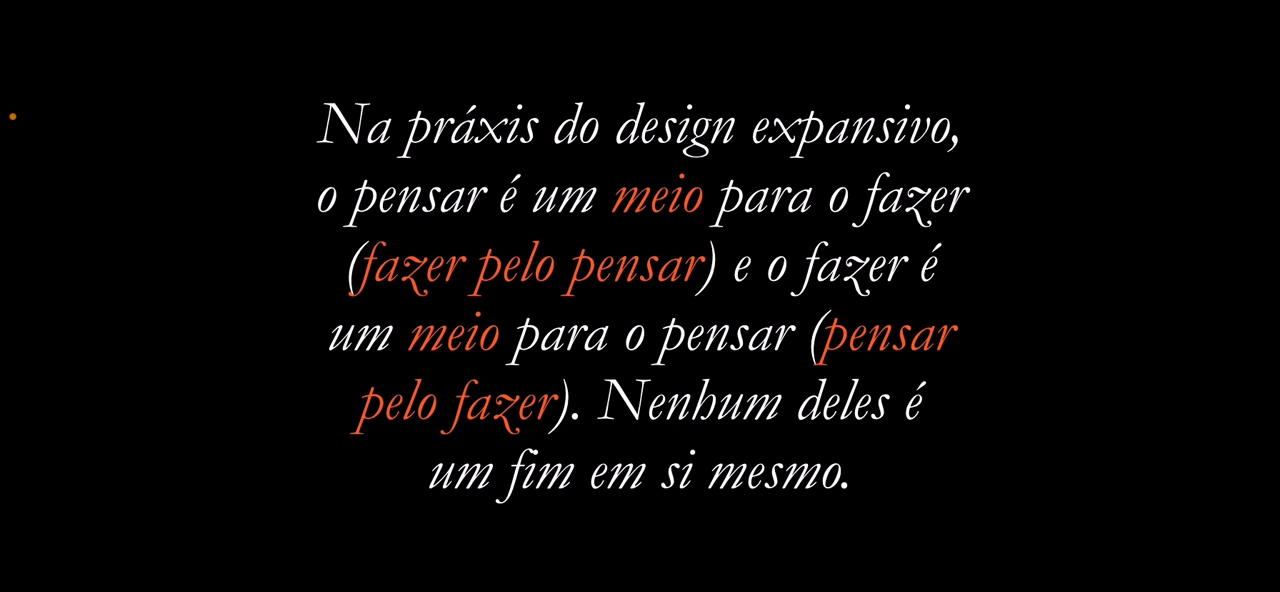 Na práxis do design expansivo,
o pensar é um meio para o fazer
(fazer pelo pensar) e o fazer é
um meio para o pensar (pensar
pelo fazer). Nenhum deles é
um fim em si mesmo.